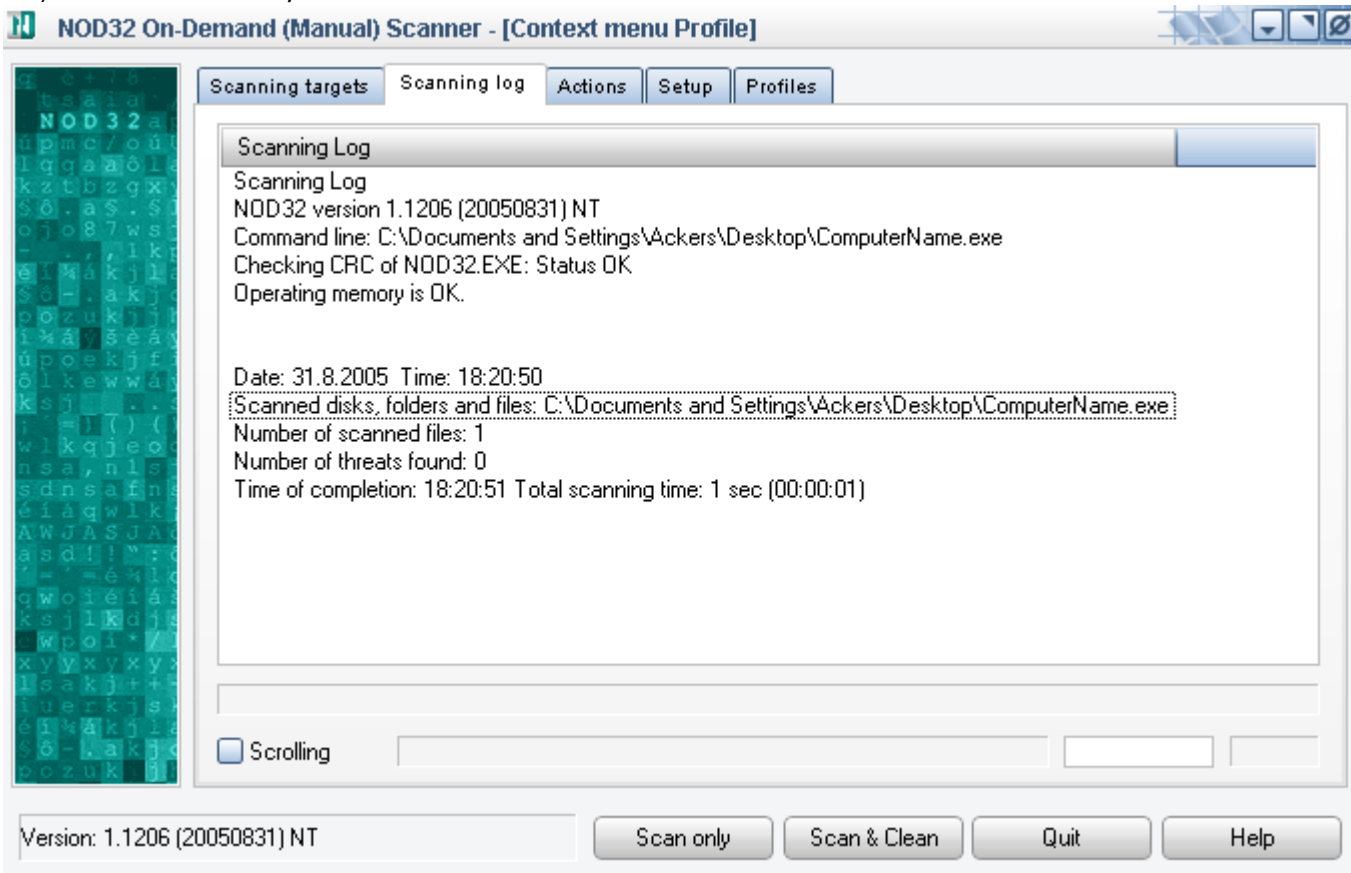 NOD32 On-Demand (Manual) Scanner - [Context menu Profile]
Scanning targets Scanning log Actions Setup Profiles
NOD32
Scanning Log
Scanning Log
NOD32 version 1.1206 (20050831) NT
Command line: C:\Documents and Settings\Ackers\Desktop\ComputerName.exe
Checking CRC of NOD32.EXE: Status OK
Operating memory is OK.
Date: 31.8.2005 Time: 18:20:50
Scanned disks, folders and files: C:\Documents and Settings\Ackers\Desktop\ComputerName.exe
Number of scanned files: 1
Number of threats found: 0
Time of completion: 18:20:51 Total scanning time: 1 sec (00:00:01)
Scrolling
Version: 1.1206 (20050831) NT
Scan only Scan & Clean Quit Help